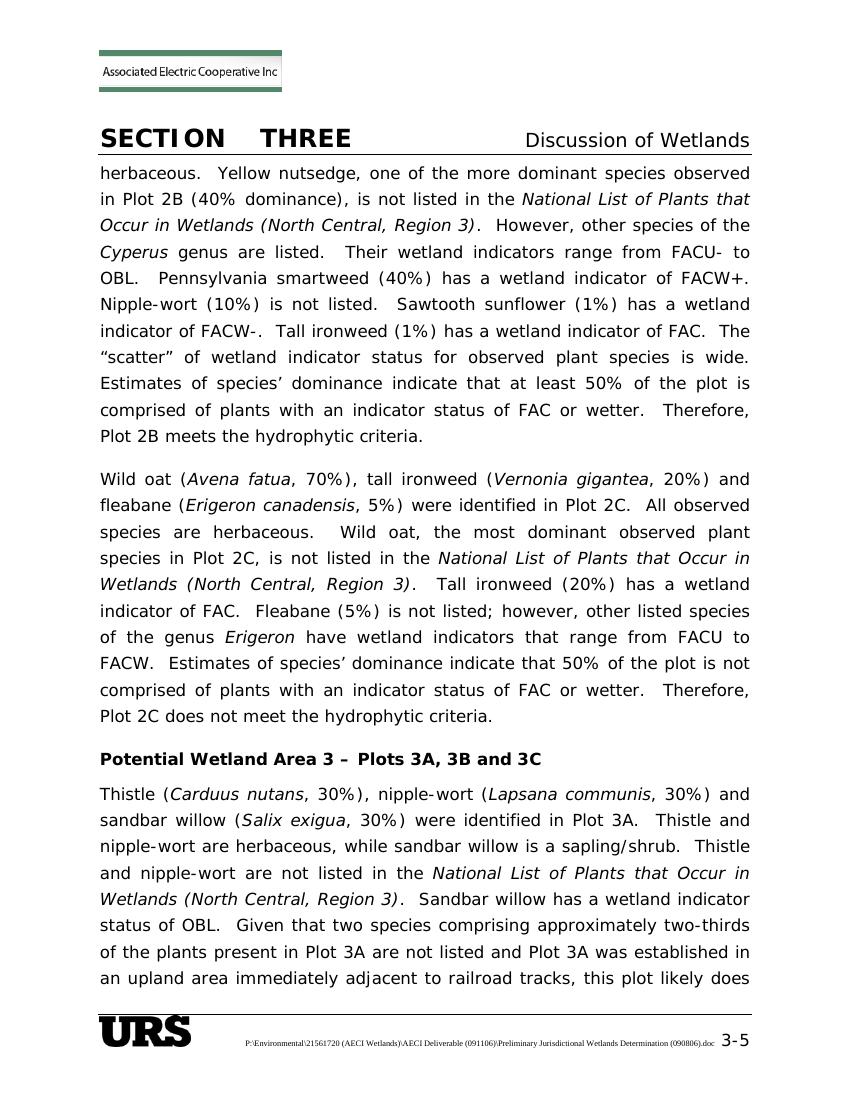 Associated Electric Cooperative Inc
SECTION THREE Discussion of Wetlands
herbaceous. Yellow nutsedge, one of the more dominant species observed
in Plot 2B (40% dominance), is not listed in the National List of Plants that
Occur in Wetlands (North Central, Region 3). However, other species of the
Cyperus genus are listed. Their wetland indicators range from FACU- to
OBL. Pennsylvania smartweed (40%) has a wetland indicator of FACW+.
Nipple-wort (10%) is not listed. Sawtooth sunflower (1%) has a wetland
indicator of FACW-. Tall ironweed (1%) has a wetland indicator of FAC. The
“scatter” of wetland indicator status for observed plant species is wide.
Estimates of species’ dominance indicate that at least 50% of the plot is
comprised of plants with an indicator status of FAC or wetter. Therefore,
Plot 2B meets the hydrophytic criteria.
Wild oat (Avena fatua, 70%), tall ironweed (Vernonia gigantea, 20%) and
fleabane (Erigeron canadensis, 5%) were identified in Plot 2C. All observed
species are herbaceous. Wild oat, the most dominant observed plant
species in Plot 2C, is not listed in the National List of Plants that Occur in
Wetlands (North Central, Region 3). Tall ironweed (20%) has a wetland
indicator of FAC. Fleabane (5%) is not listed; however, other listed species
of the genus Erigeron have wetland indicators that range from FACU to
FACW. Estimates of species’ dominance indicate that 50% of the plot is not
comprised of plants with an indicator status of FAC or wetter. Therefore,
Plot 2C does not meet the hydrophytic criteria.
Potential Wetland Area 3 – Plots 3A, 3B and 3C
Thistle (Carduus nutans, 30%), nipple-wort (Lapsana communis, 30%) and
sandbar willow (Salix exigua, 30%) were identified in Plot 3A. Thistle and
nipple-wort are herbaceous, while sandbar willow is a sapling/shrub. Thistle
and nipple-wort are not listed in the National List of Plants that Occur in
Wetlands (North Central, Region 3). Sandbar willow has a wetland indicator
status of OBL. Given that two species comprising approximately two-thirds
of the plants present in Plot 3A are not listed and Plot 3A was established in
an upland area immediately adjacent to railroad tracks, this plot likely does
URS P:\Environmental\21561720 (AECI Wetlands)\AECI Deliverable (091106)\Preliminary Jurisdictional Wetlands Determination (090806).doc 3-5